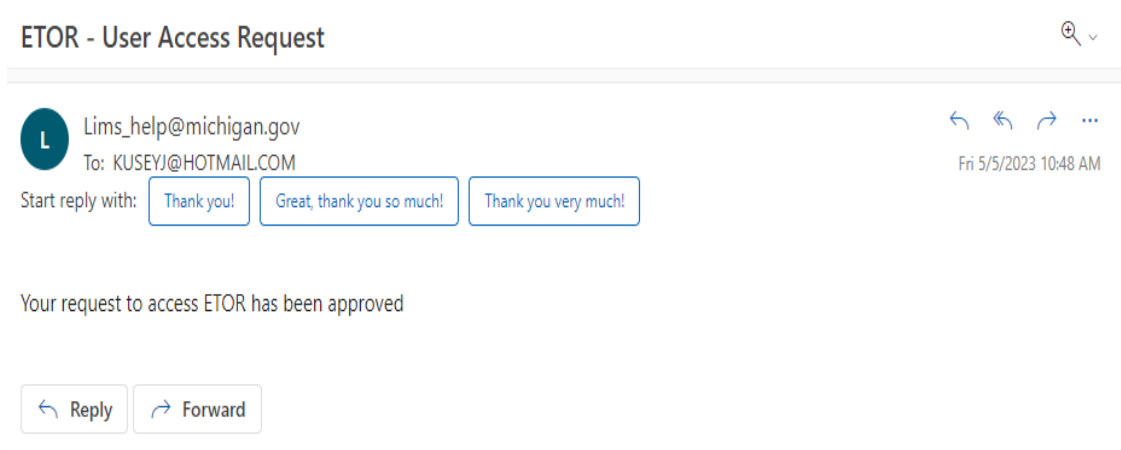 ETOR - User Access Request
L
Lims_help@michigan.gov
To: KUSEYJ@HOTMAIL.COM
Fri 5/5/2023 10:48 AM
Start reply with: Thank you! Great, thank you so much! Thank you very much!
Your request to access ETOR has been approved
Reply Forward